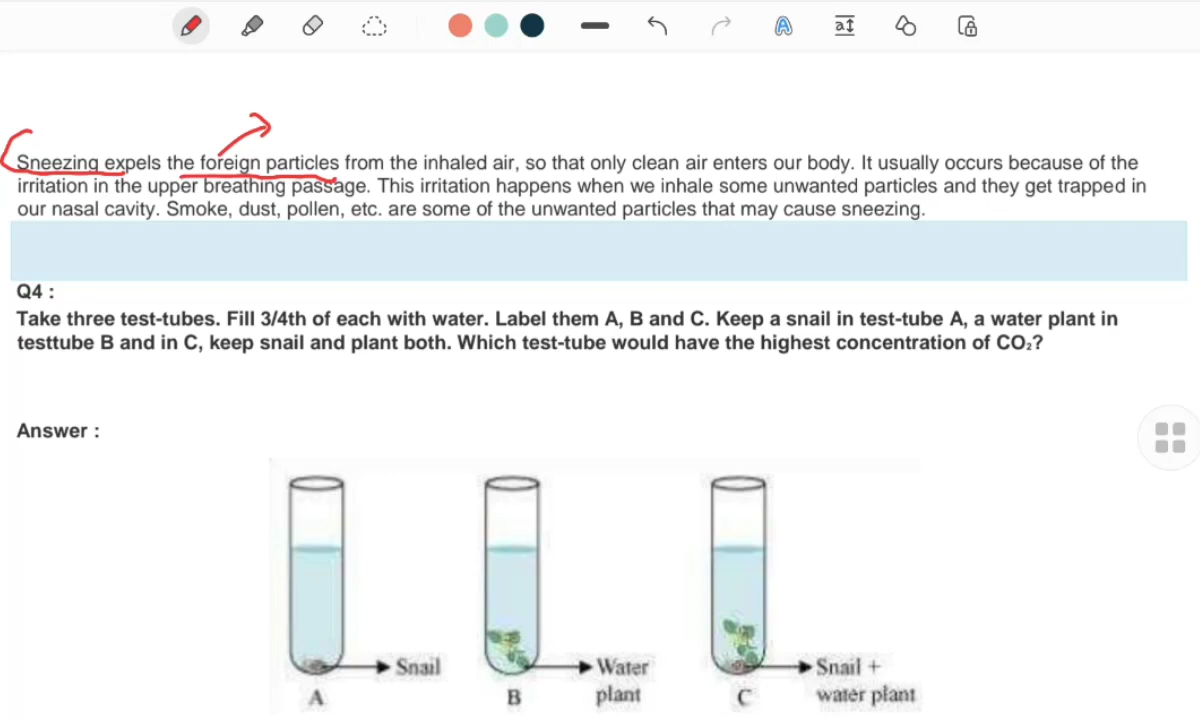 Sneezing expels the foreign particles from the inhaled air, so that only clean air enters our body. It usually occurs because of the
irritation in the upper breathing passage. This irritation happens when we inhale some unwanted particles and they get trapped in
our nasal cavity. Smoke, dust, pollen, etc. are some of the unwanted particles that may cause sneezing.
Q4 :
Take three test-tubes. Fill 3/4th of each with water. Label them A, B and C. Keep a snail in test-tube A, a water plant in
testtube B and in C, keep snail and plant both. Which test-tube would have the highest concentration of CO₂?
Answer :
Snail
Water
plant
Snail +
water plant
A
B
C